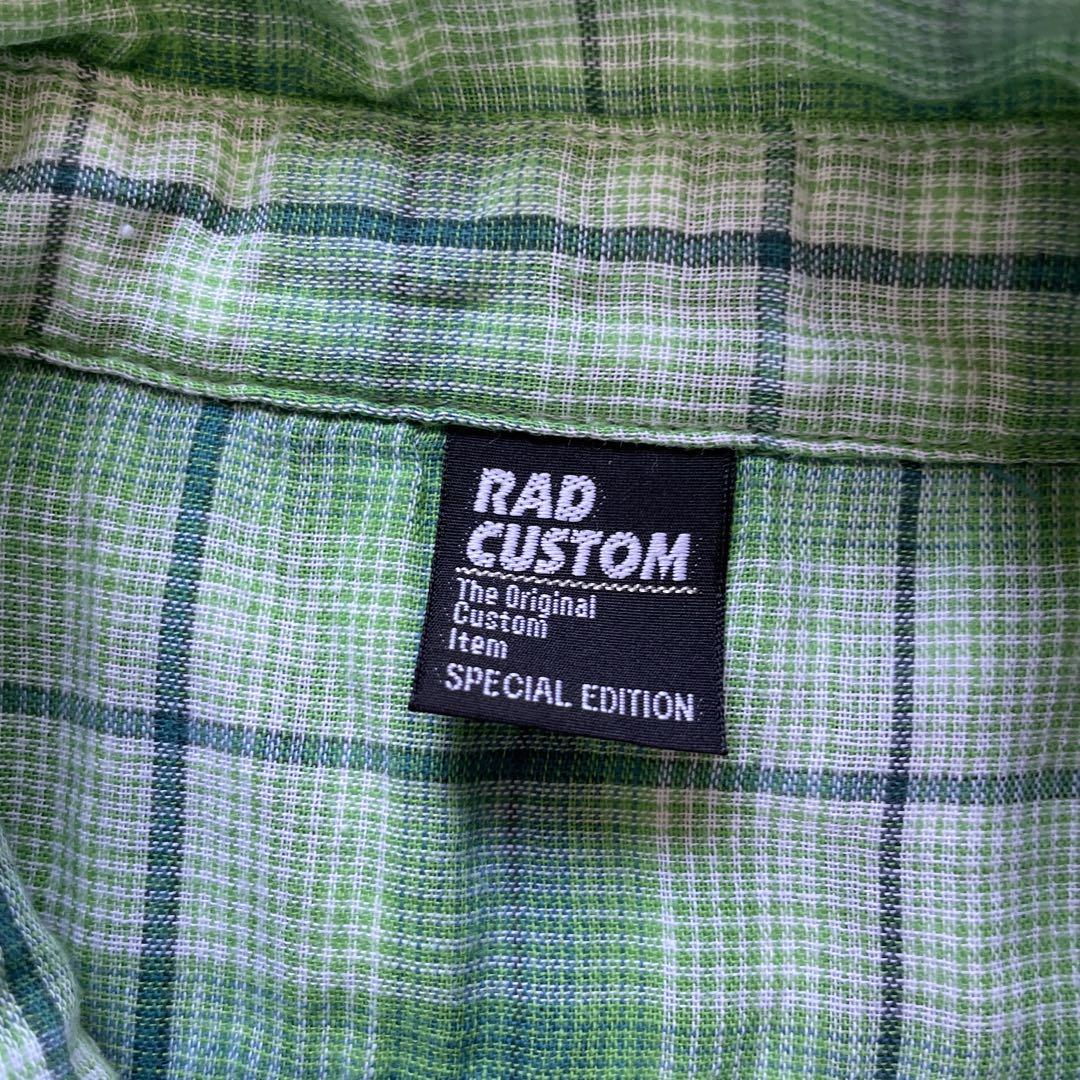 RAD
CUSTOM
The Original
Custom
Item
SPECIAL EDITION